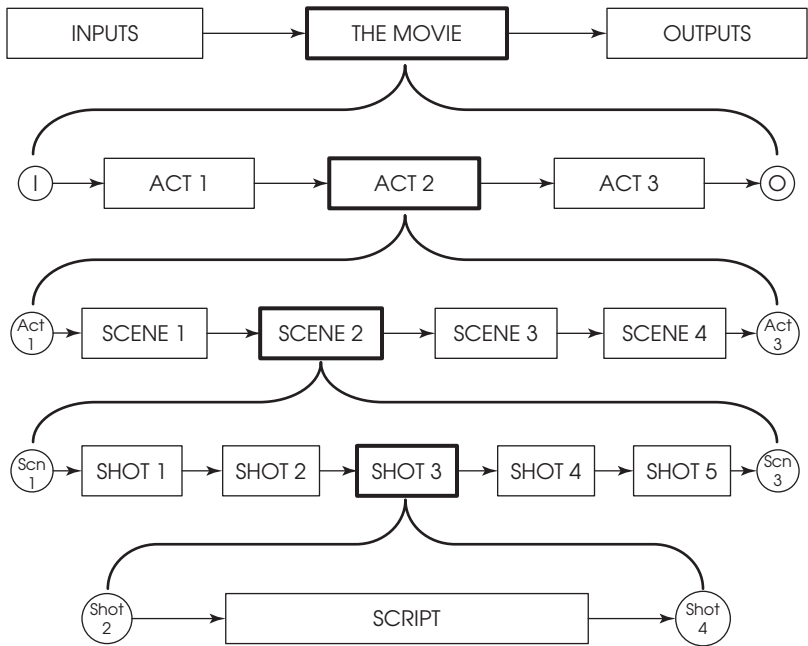 INPUTS THE MOVIE OUTPUTS
I ACT 1 ACT 2 ACT 3 O
Act
1
SCENE 1 SCENE 2 SCENE 3 SCENE 4
Act
3
Scn
1
SHOT 1 SHOT 2 SHOT 3 SHOT 4 SHOT 5
Scn
3
Shot
2
SCRIPT
Shot
4